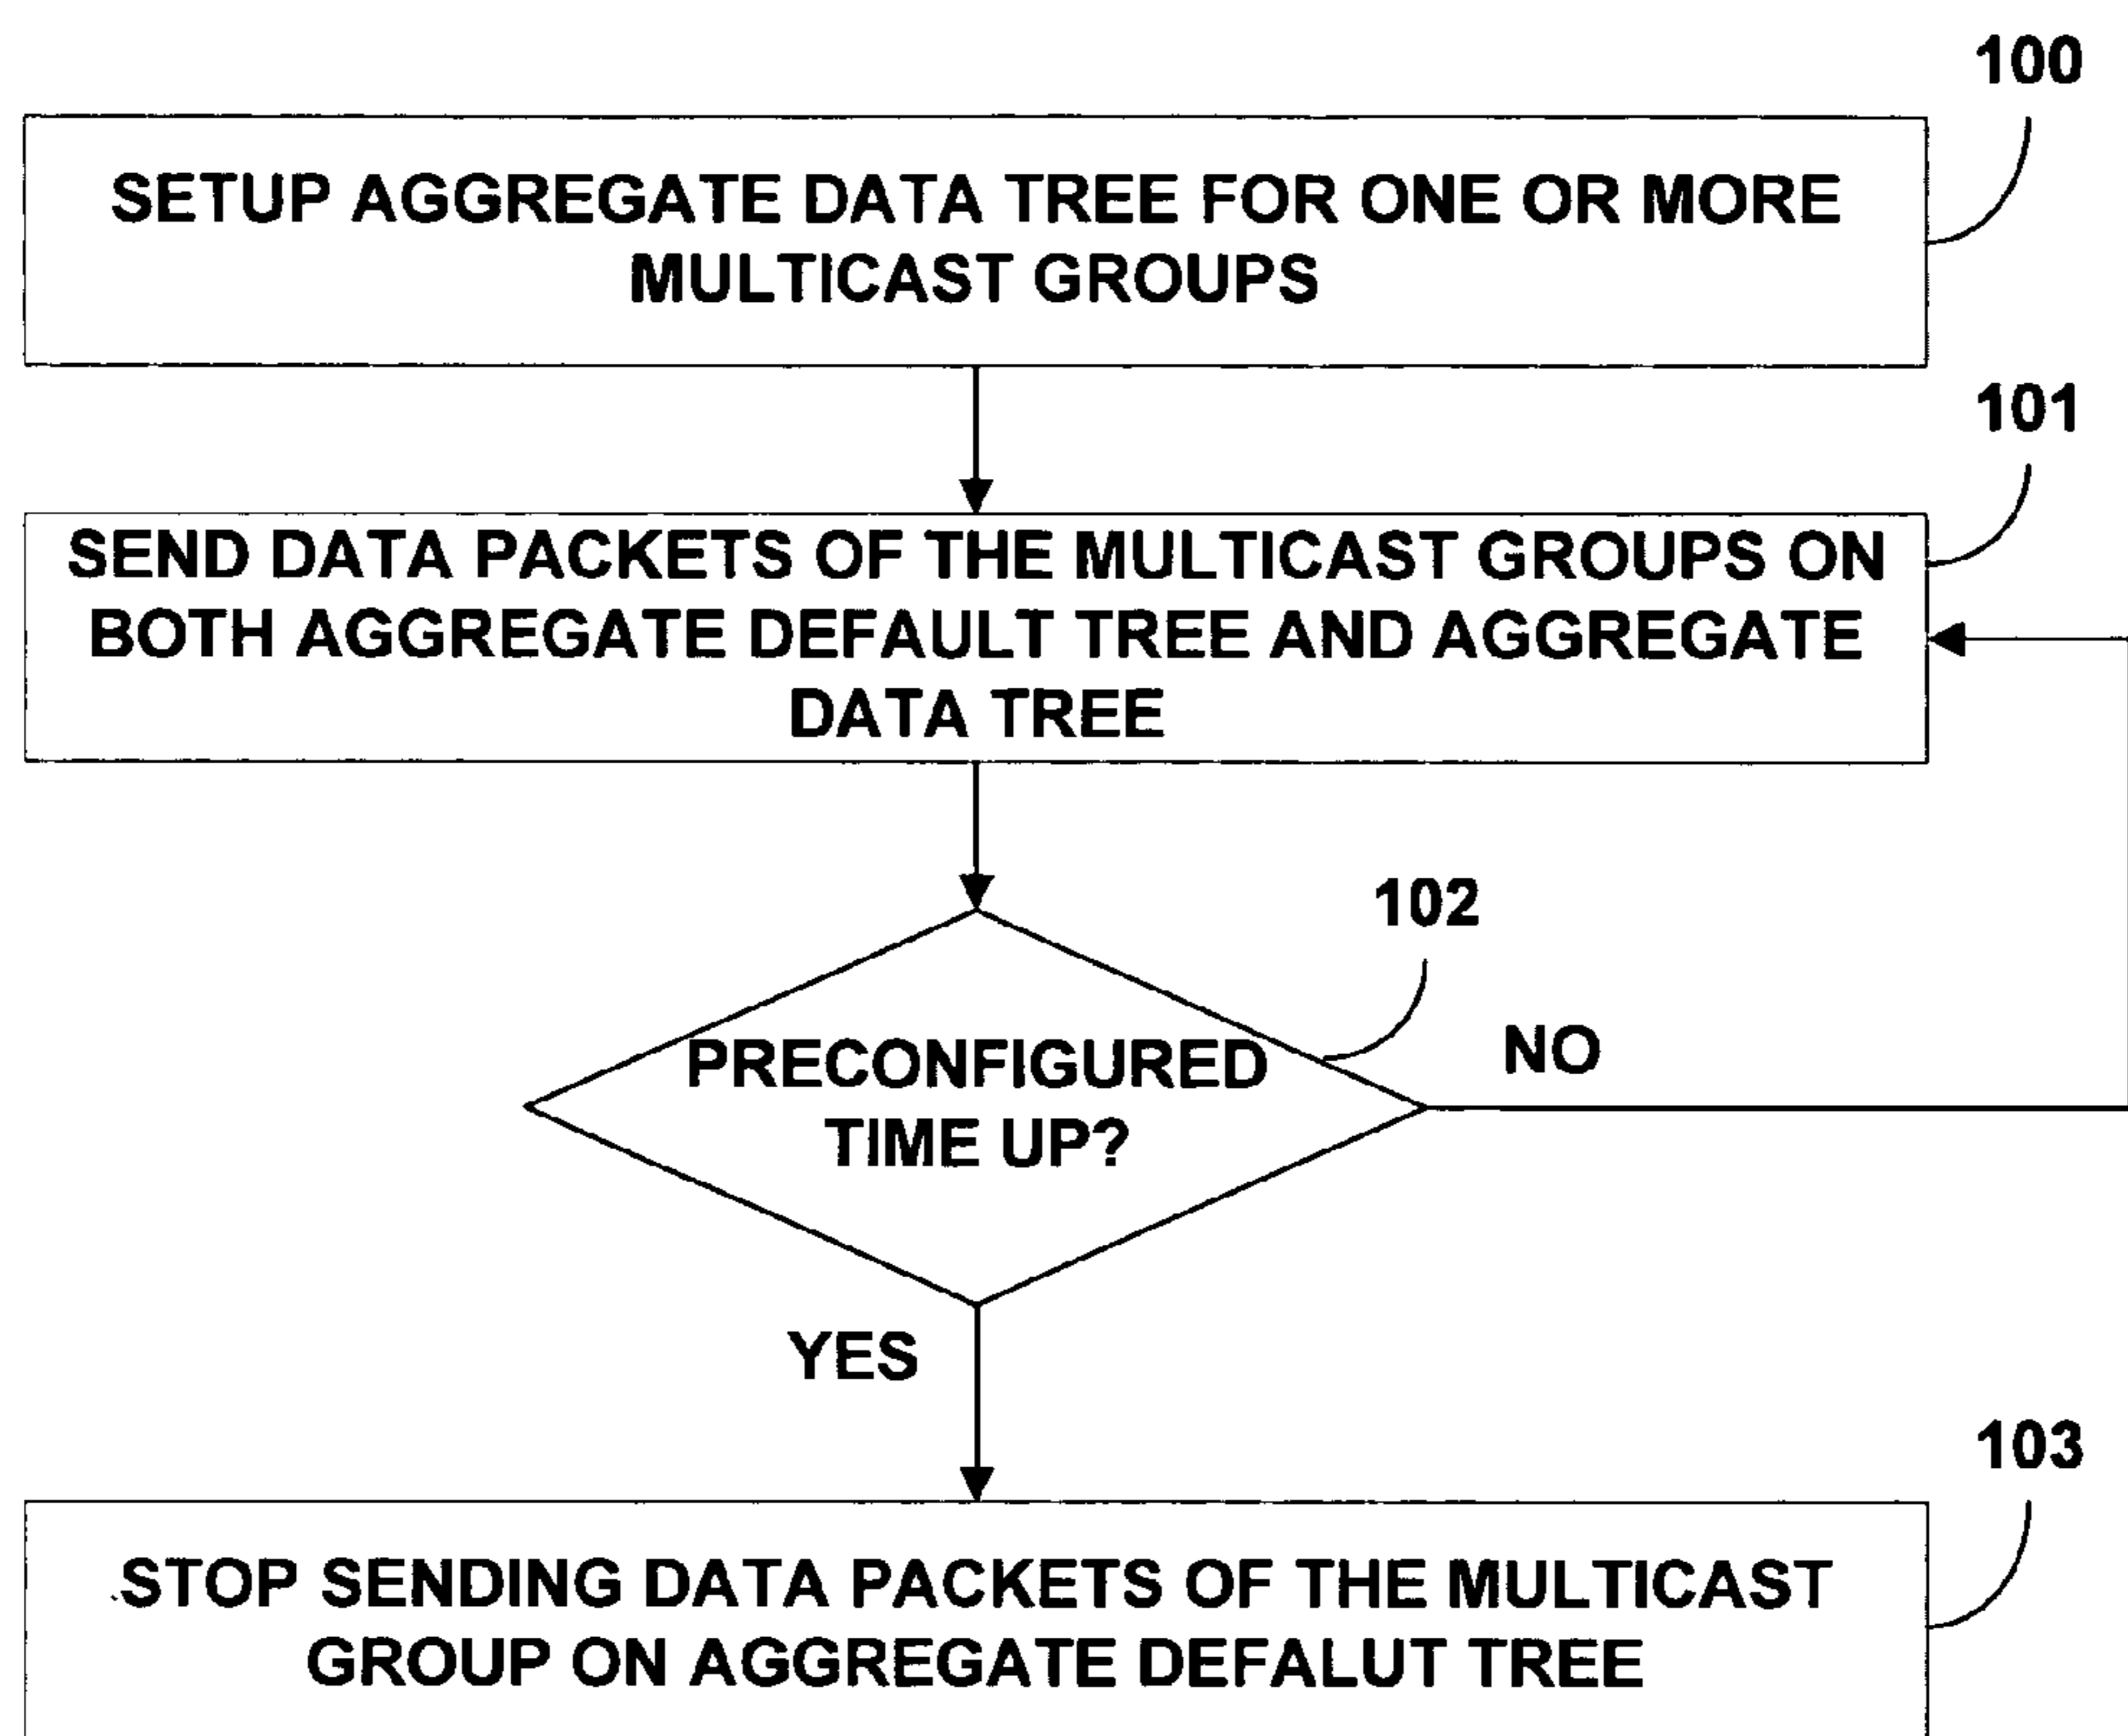 100
SETUP AGGREGATE DATA TREE FOR ONE OR MORE
MULTICAST GROUPS
101
SEND DATA PACKETS OF THE MULTICAST GROUPS ON
BOTH AGGREGATE DEFAULT TREE AND AGGREGATE
DATA TREE
102
PRECONFIGURED
TIME UP?
NO
YES
103
STOP SENDING DATA PACKETS OF THE MULTICAST
GROUP ON AGGREGATE DEFALUT TREE